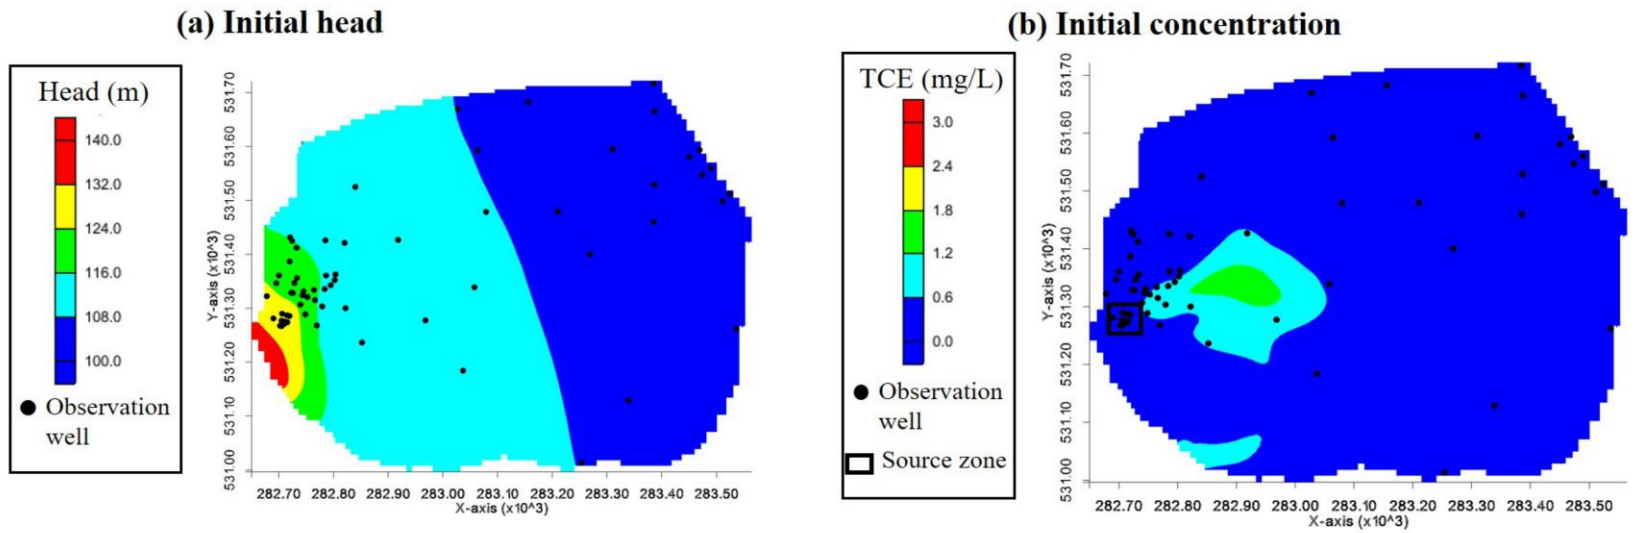 (a) Initial head
(b) Initial concentration
Head (m)
140.0
132.0
124.0
116.0
108.0
100.0
Observation
well
Y-axis (x10^3)
531.70
531.60
531.50
531.40
531.30
531.20
531.10
531.00
282.70 282.80 282.90 283.00 283.10 283.20 283.30 283.40 283.50
X-axis (x10^3)
TCE (mg/L)
3.0
2.4
1.8
1.2
0.6
0.0
Observation
well
Source zone
Y-axis (x10^3)
531.70
531.60
531.50
531.40
531.30
531.20
531.10
531.00
282.70 282.80 282.90 283.00 283.10 283.20 283.30 283.40 283.50
X-axis (x10^3)